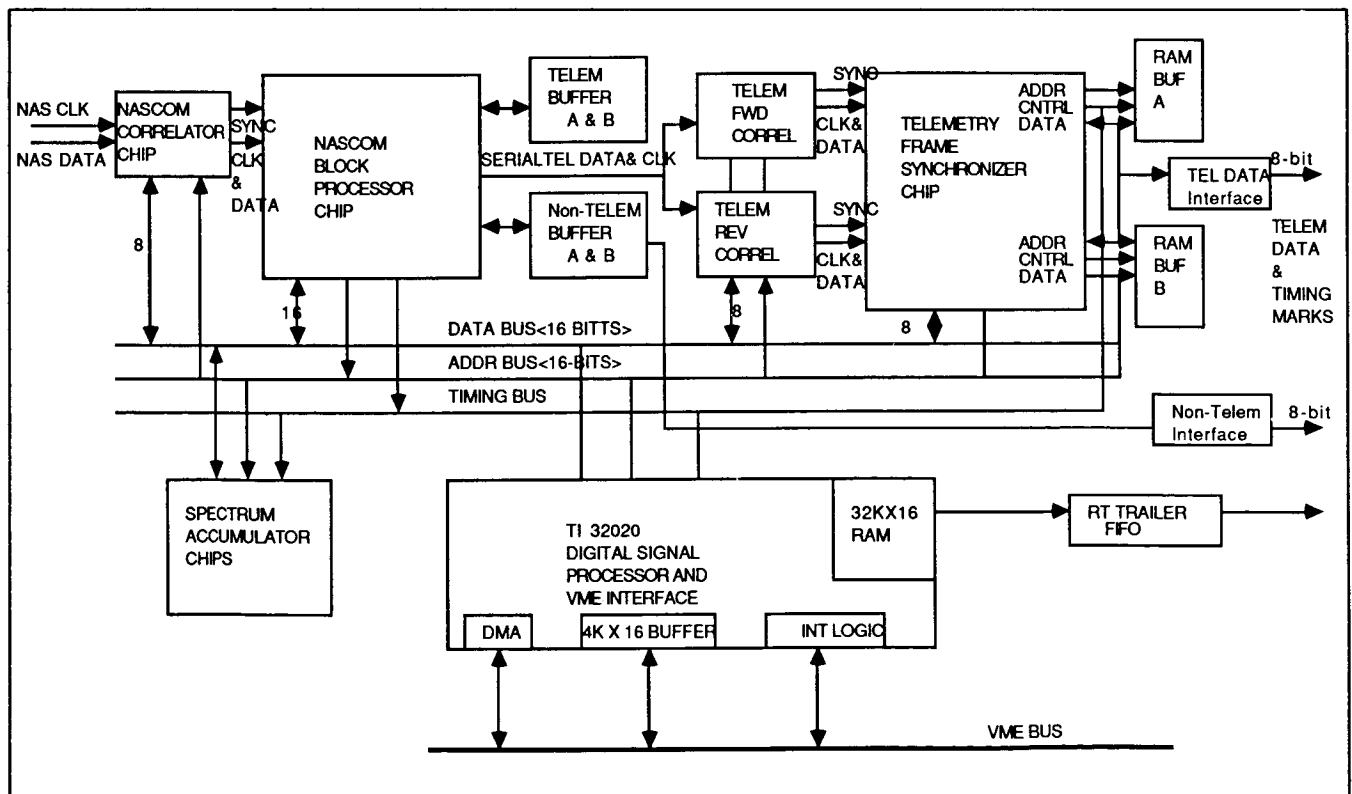 NAS CLK
NAS DATA
NASCOM
CORRELATOR
CHIP
SYNC
CLK
&
DATA
8
NASCOM
BLOCK
PROCESSOR
CHIP
16
TELEM
BUFFER
A & B
SERIALTEL DATA& CLK
Non-TELEM
BUFFER
A & B
TELEM
FWD
CORREL
SYNC
CLK&
DATA
TELEM
REV
CORREL
SYNC
CLK&
DATA
8
TELEMETRY
FRAME
SYNCHRONIZER
CHIP
8
ADDR
CNTRL
DATA
ADDR
CNTRL
DATA
RAM
BUF
A
RAM
BUF
B
TEL DATA
Interface
8-bit
TELEM
DATA
&
TIMING
MARKS
DATA BUS<16 BITTS>
ADDR BUS<16-BITS>
TIMING BUS
Non-Telem
Interface
8-bit
SPECTRUM
ACCUMULATOR
CHIPS
TI 32020
DIGITAL SIGNAL
PROCESSOR AND
VME INTERFACE
32KX16
RAM
RT TRAILER
FIFO
DMA
4K X 16 BUFFER
INT LOGIC
VME BUS